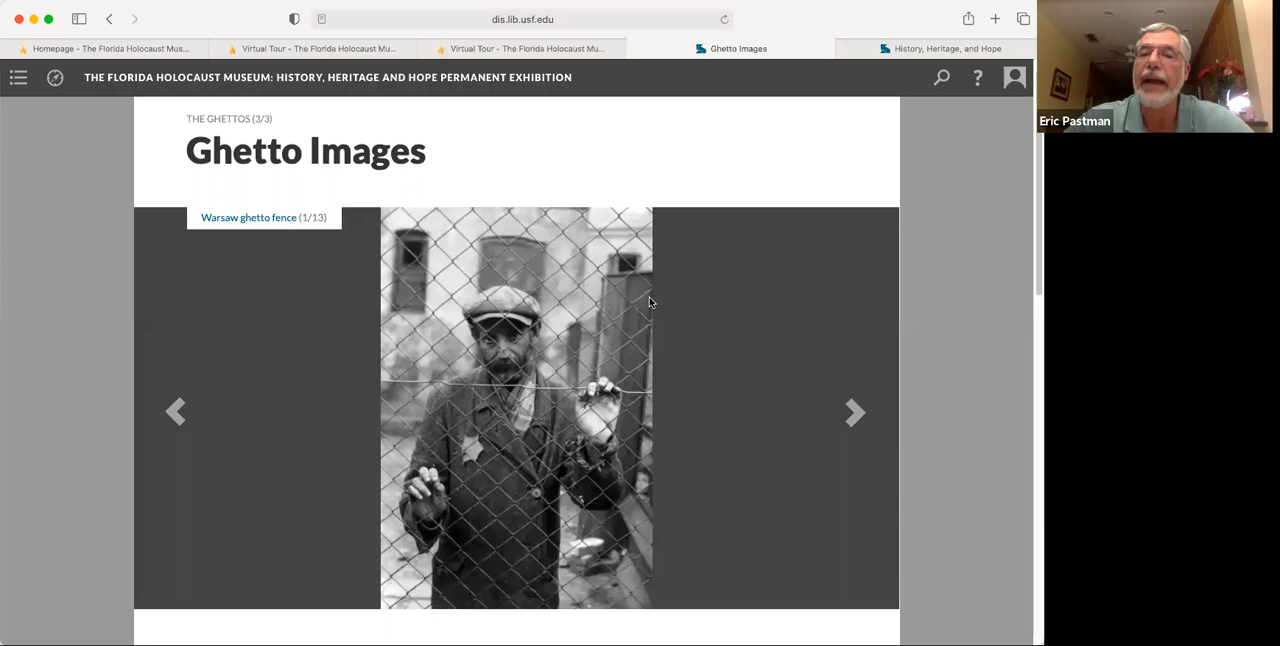 dis.lib.usf.edu
Homepage - The Florida Holocaust Mus...
Virtual Tour - The Florida Holocaust Mu...
Virtual Tour - The Florida Holocaust Mu...
Ghetto Images
History, Heritage, and Hope
THE FLORIDA HOLOCAUST MUSEUM: HISTORY, HERITAGE AND HOPE PERMANENT EXHIBITION
?
Eric Pastman
THE GHETTOS (3/3)
Ghetto Images
Warsaw ghetto fence (1/13)